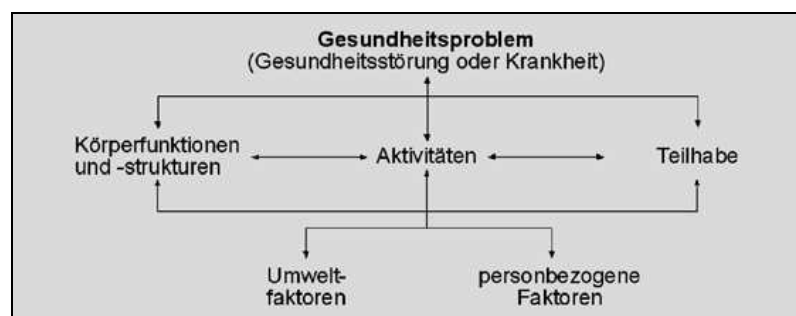 Gesundheitsproblem
(Gesundheitsstörung oder Krankheit)
Körperfunktionen
und -strukturen
Aktivitäten
Teilhabe
Umwelt-
faktoren
personbezogene
Faktoren